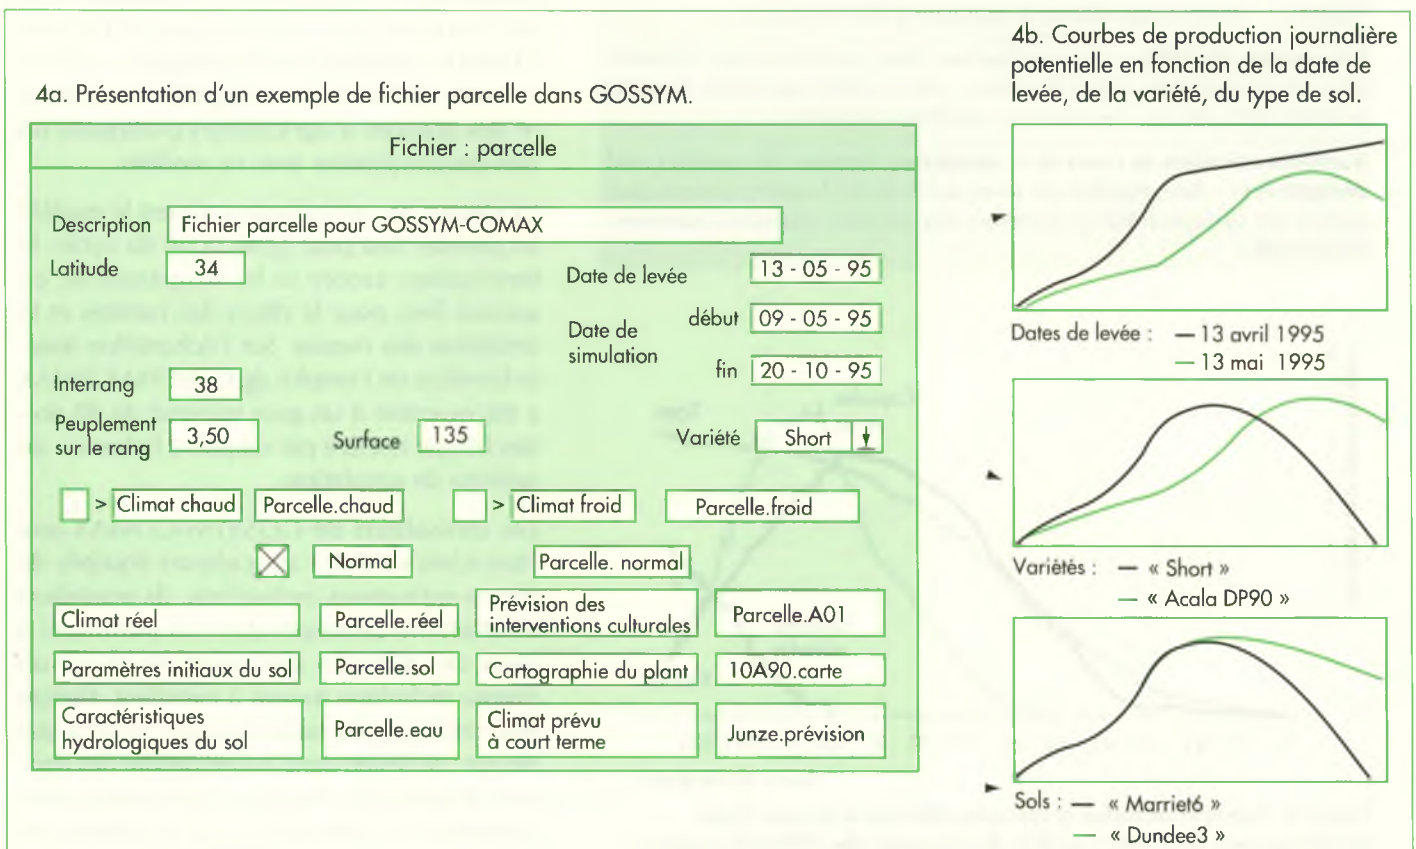 4a. Présentation d'un exemple de fichier parcelle dans GOSSYM.
Fichier : parcelle
Description
Fichier parcelle pour GOSSYM-COMAX
Latitude
34
Date de levée
13 - 05 - 95
Date de
simulation
début
09 - 05 - 95
fin
20 - 10 - 95
Interrang
38
Peuplement
sur le rang
3,50
Surface
135
Variété
Short
> Climat chaud
Parcelle.chaud
> Climat froid
Parcelle.froid
Normal
Parcelle. normal
Climat réel
Parcelle.réel
Prévision des
interventions culturales
Parcelle.A01
Paramètres initiaux du sol
Parcelle.sol
Cartographie du plant
10A90.carte
Caractéristiques
hydrologiques du sol
Parcelle.eau
Climat prévu
à court terme
Junze.prévision
4b. Courbes de production journalière
potentielle en fonction de la date de
levée, de la variété, du type de sol.
Dates de levée : — 13 avril 1995
— 13 mai 1995
Variétés : — « Short »
— « Acala DP90 »
Sols : — « Marriet6 »
— « Dundee3 »